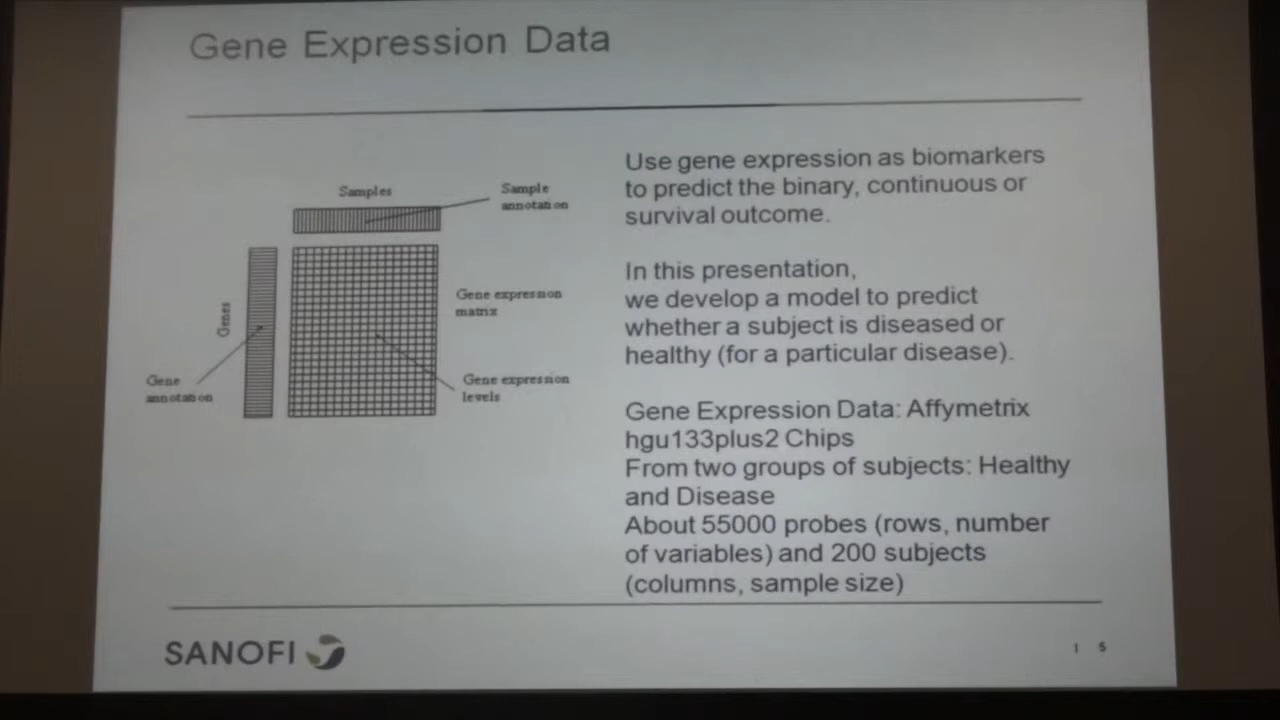 Gene Expression Data
Samples
Sample
annotation
Genes
Gene expression
matrix
Gene
annotation
Gene expression
levels
Use gene expression as biomarkers
to predict the binary, continuous or
survival outcome.
In this presentation,
we develop a model to predict
whether a subject is diseased or
healthy (for a particular disease).
Gene Expression Data: Affymetrix
hgu133plus2 Chips
From two groups of subjects: Healthy
and Disease
About 55000 probes (rows, number
of variables) and 200 subjects
(columns, sample size)
SANOFI
| 5